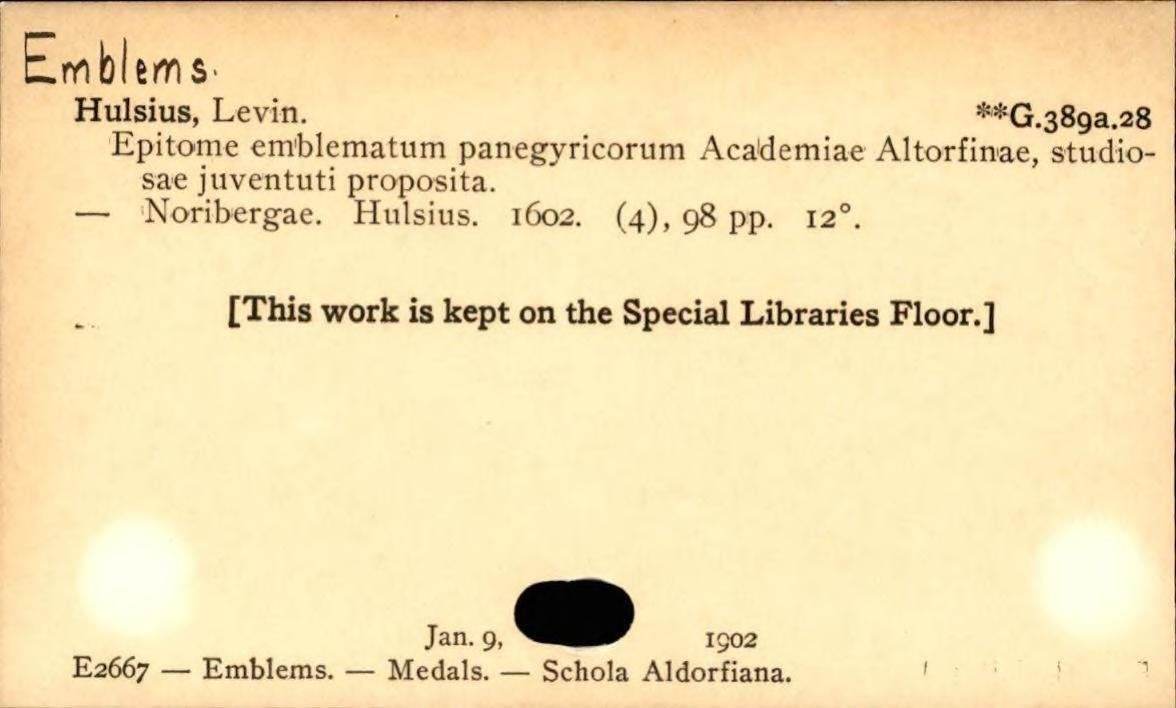 Emblems.
Hulsius, Levin. **G.389a.28
Epitome emblematum panegyricorum Academiae Altorfinae, studio-
sae juventuti proposita.
— Noribergae. Hulsius. 1602. (4), 98 pp. 12°.
[This work is kept on the Special Libraries Floor.]
Jan. 9, 1902
E2667 — Emblems. — Medals. — Schola Aldorfiana.